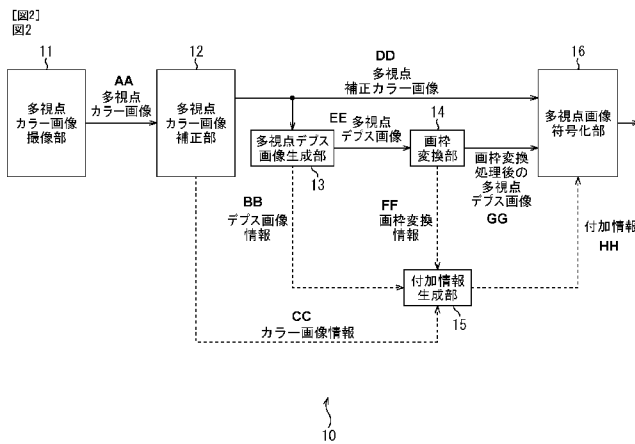 [図2]
図2
11
多視点
カラー画像
撮像部
AA
多視点
カラー画像
12
多視点
カラー画像
補正部
DD
多視点
補正カラー画像
16
多視点画像
符号化部
多視点デプス
画像生成部
13
EE 多視点
デプス画像
14
画枠
変換部
画枠変換
処理後の
多視点
デプス画像
GG
BB
デプス画像
情報
FF
画枠変換
情報
付加情報
HH
付加情報
生成部
15
CC
カラー画像情報
10